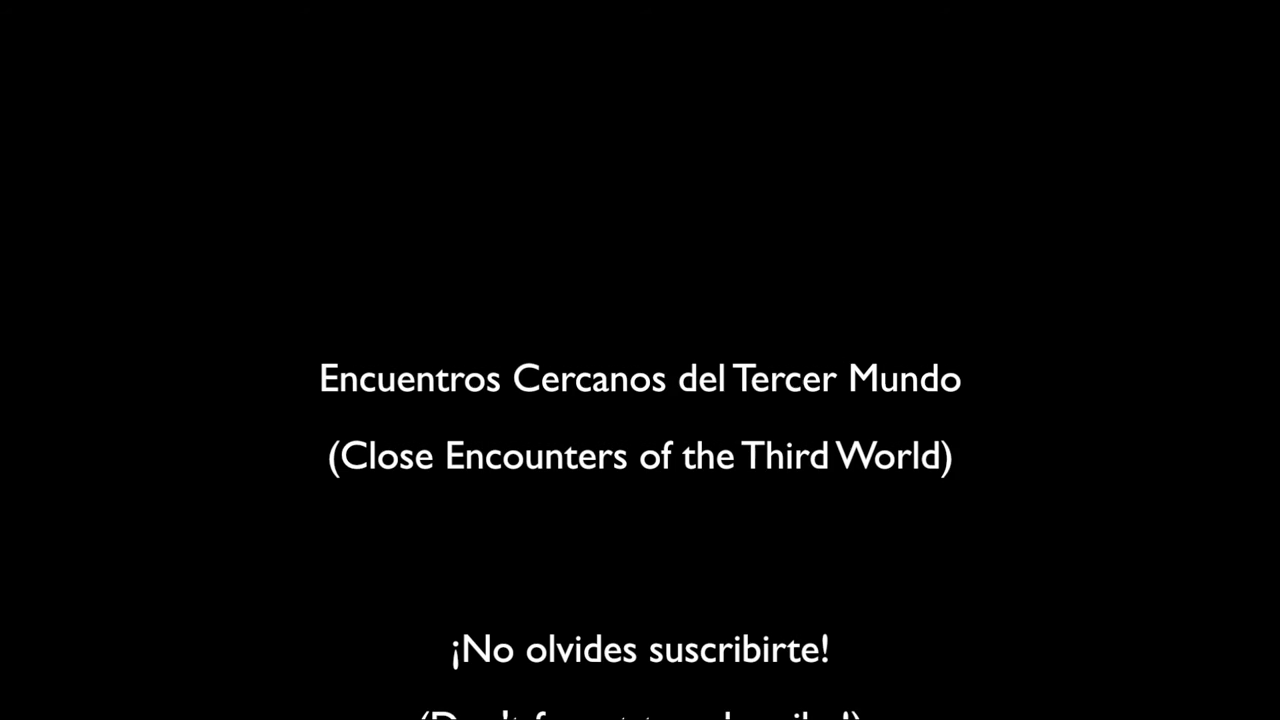 Encuentros Cercanos del Tercer Mundo
(Close Encounters of the Third World)
¡No olvides suscribirte!